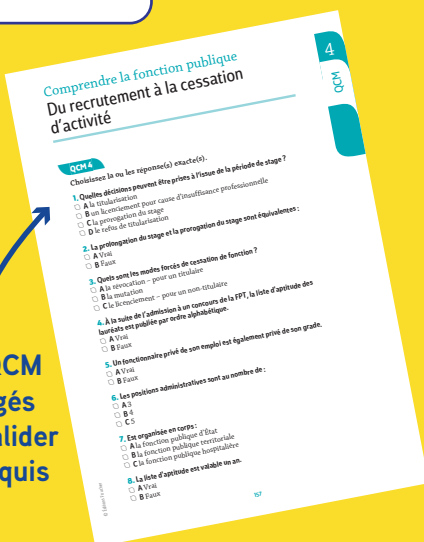 Comprendre la fonction publique
Du recrutement à la cessation
d'activité
4
QCM
QCM 4
Choisissez la ou les réponse(s) exacte(s).
1. Quelles décisions peuvent être prises à l'issue de la période de stage ?
A la titularisation
B un licenciement pour cause d'insuffisance professionnelle
C la prorogation du stage
D le refus de titularisation
2. La prolongation du stage et la prorogation du stage sont équivalentes :
A Vrai
B Faux
3. Quels sont les modes forcés de cessation de fonction ?
A la révocation – pour un titulaire
B la mutation
C le licenciement – pour un non-titulaire
4. À la suite de l'admission à un concours de la FPT, la liste d'aptitude des
lauréats est publiée par ordre alphabétique.
A Vrai
B Faux
5. Un fonctionnaire privé de son emploi est également privé de son grade.
A Vrai
B Faux
6. Les positions administratives sont au nombre de :
A 3
B 4
C 5
7. Est organisée en corps :
A la fonction publique d'État
B la fonction publique territoriale
C la fonction publique hospitalière
8. La liste d'aptitude est valable un an.
A Vrai
B Faux
157
QCM
gés
alider
quis